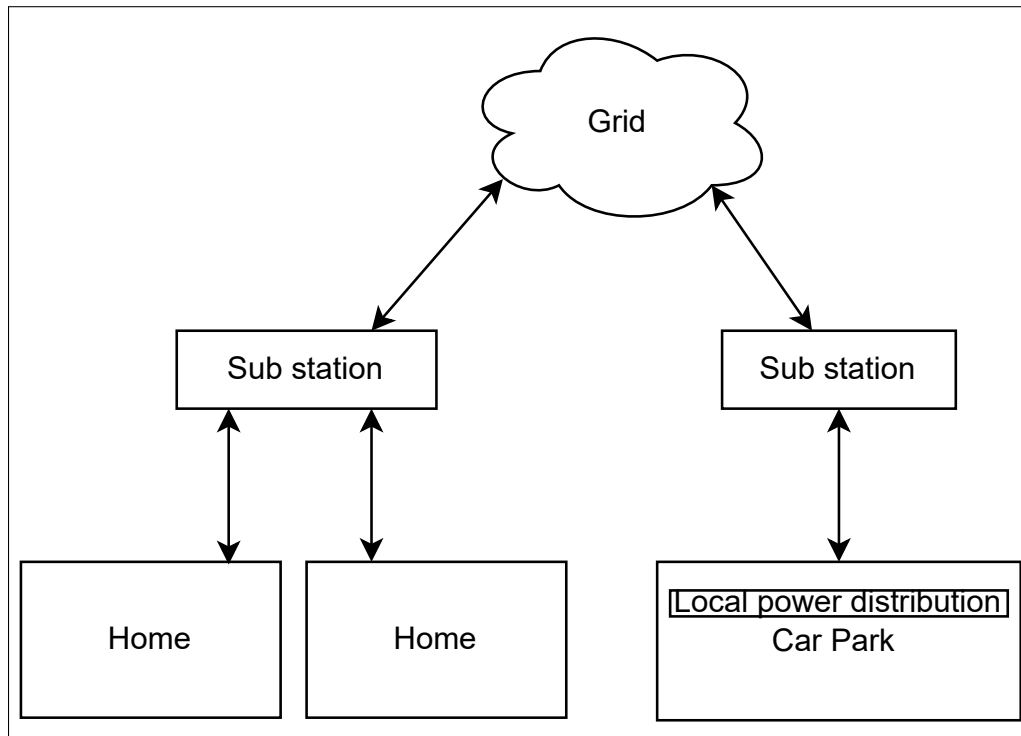 Grid
Sub station
Sub station
Home
Home
Local power distribution
Car Park